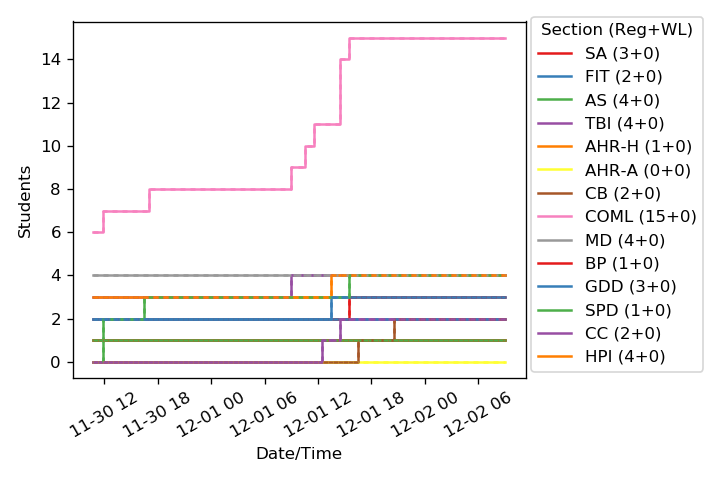 Students
14
12
10
8
6
4
2
0
11-30 12
11-30 18
12-01 00
12-01 06
12-01 12
12-01 18
12-02 00
12-02 06
Date/Time
Section (Reg+WL)
SA (3+0)
FIT (2+0)
AS (4+0)
TBI (4+0)
AHR-H (1+0)
AHR-A (0+0)
CB (2+0)
COML (15+0)
MD (4+0)
BP (1+0)
GDD (3+0)
SPD (1+0)
CC (2+0)
HPI (4+0)